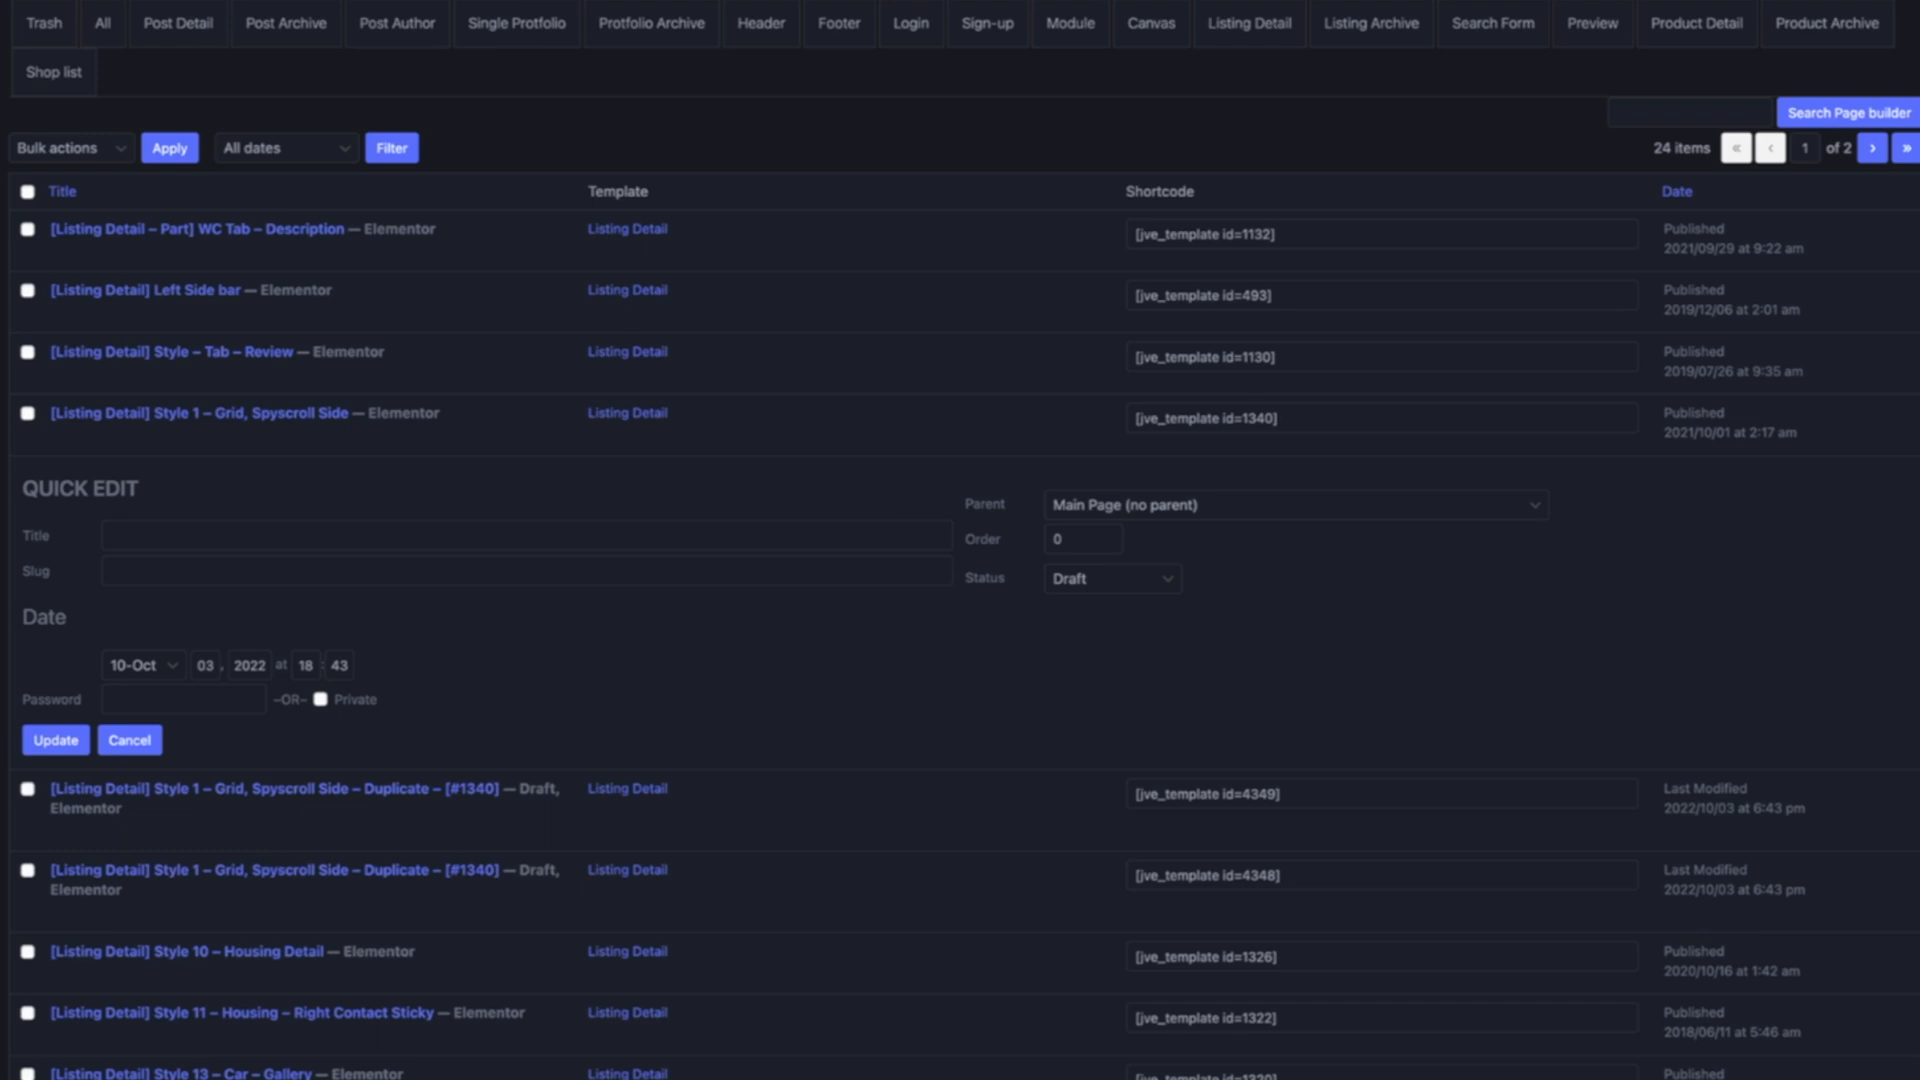 Trash All Post Detail Post Archive Post Author Single Protfolio Protfolio Archive Header Footer Login Sign-up Module Canvas Listing Detail Listing Archive Search Form Preview Product Detail Product Archive
Shop list
Search Page builder
Bulk actions Apply All dates Filter 24 items « ‹ 1 of 2 › »
Title Template Shortcode Date
[Listing Detail – Part] WC Tab – Description — Elementor Listing Detail [jve_template id=1132] Published
2021/09/29 at 9:22 am
[Listing Detail] Left Side bar — Elementor Listing Detail [jve_template id=493] Published
2019/12/06 at 2:01 am
[Listing Detail] Style – Tab – Review — Elementor Listing Detail [jve_template id=1130] Published
2019/07/26 at 9:35 am
[Listing Detail] Style 1 – Grid, Spyscroll Side — Elementor Listing Detail [jve_template id=1340] Published
2021/10/01 at 2:17 am
QUICK EDIT
Parent Main Page (no parent)
Title Order 0
Slug Status Draft
Date
10-Oct 03 , 2022 at 18 : 43
Password –OR– Private
Update Cancel
[Listing Detail] Style 1 – Grid, Spyscroll Side – Duplicate – [#1340] — Draft, Listing Detail [jve_template id=4349] Last Modified
Elementor 2022/10/03 at 6:43 pm
[Listing Detail] Style 1 – Grid, Spyscroll Side – Duplicate – [#1340] — Draft, Listing Detail [jve_template id=4348] Last Modified
Elementor 2022/10/03 at 6:43 pm
[Listing Detail] Style 10 – Housing Detail — Elementor Listing Detail [jve_template id=1326] Published
2020/10/16 at 1:42 am
[Listing Detail] Style 11 – Housing – Right Contact Sticky — Elementor Listing Detail [jve_template id=1322] Published
2018/06/11 at 5:46 am
[Listing Detail] Style 13 – Car – Gallery — Elementor Listing Detail [jve_template id=1320] Published